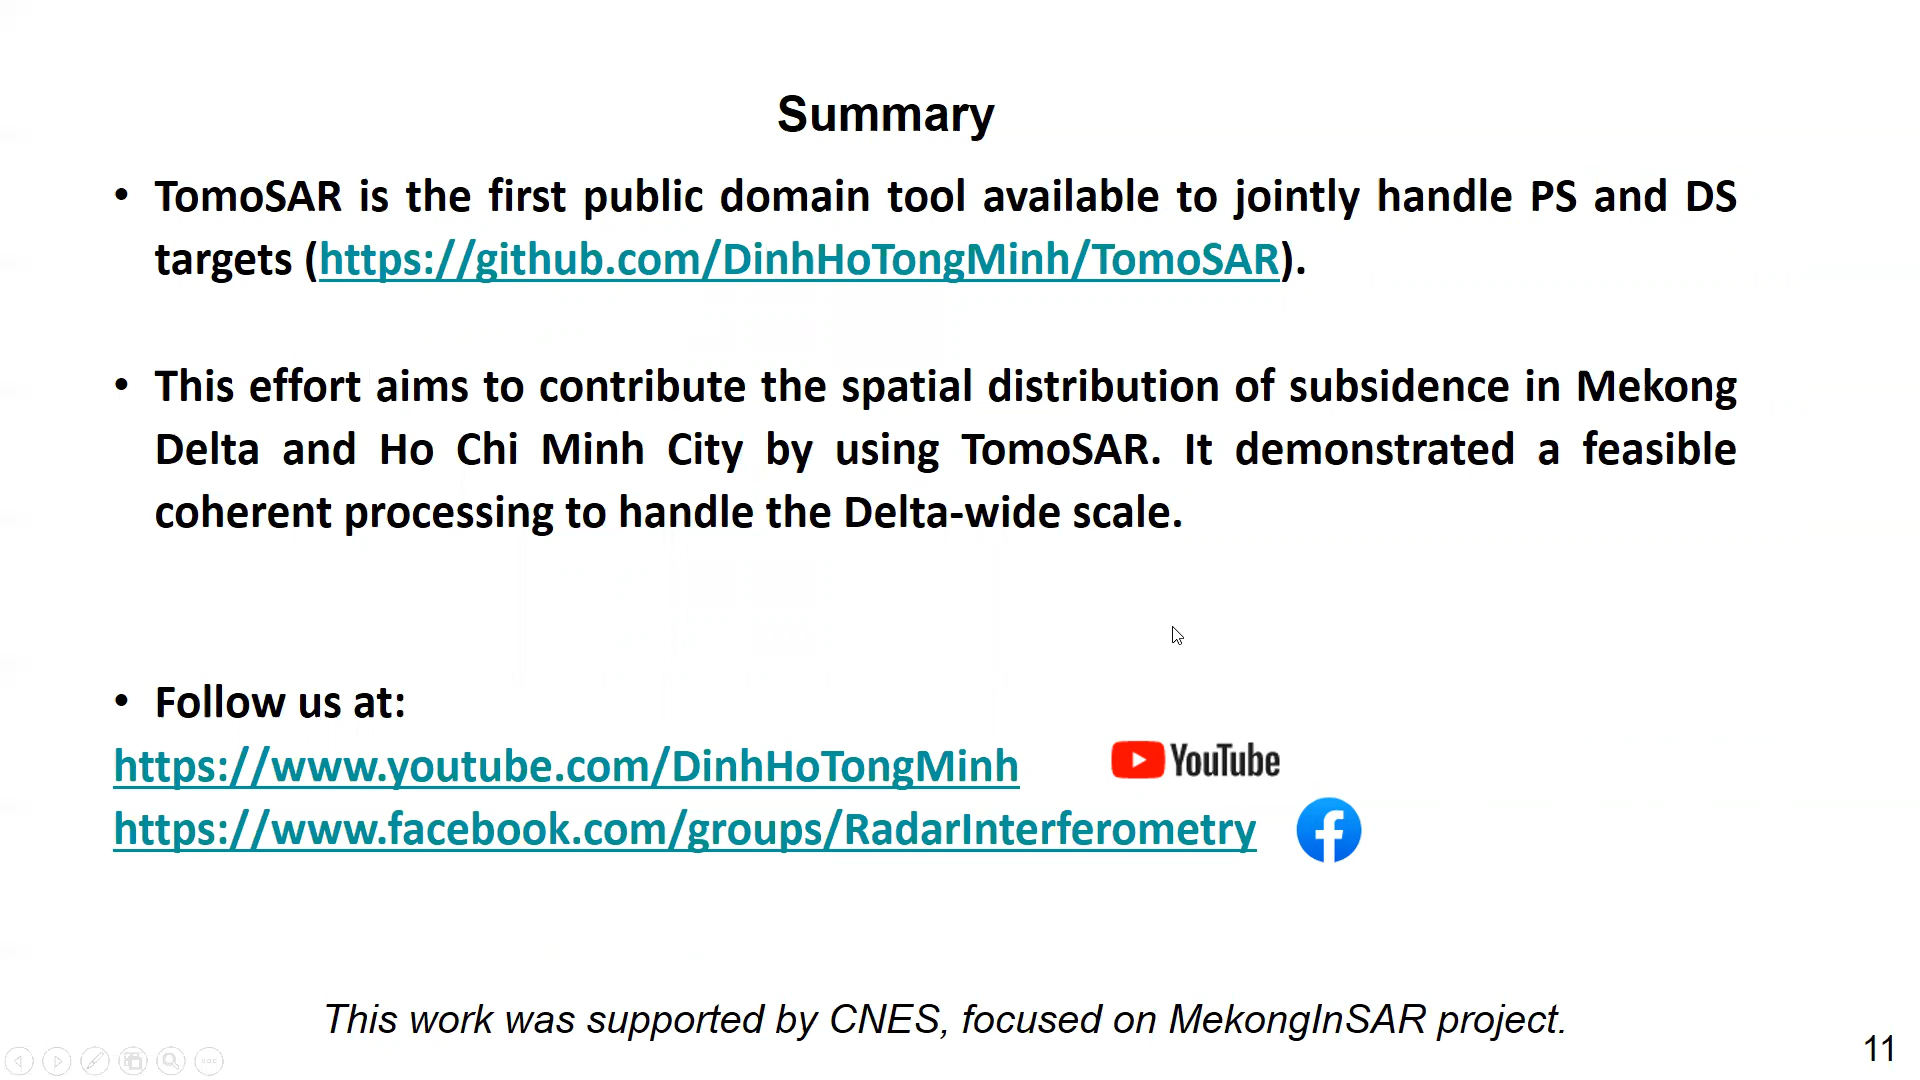 Summary
• TomoSAR is the first public domain tool available to jointly handle PS and DS
targets (https://github.com/DinhHoTongMinh/TomoSAR).
• This effort aims to contribute the spatial distribution of subsidence in Mekong
Delta and Ho Chi Minh City by using TomoSAR. It demonstrated a feasible
coherent processing to handle the Delta-wide scale.
• Follow us at:
https://www.youtube.com/DinhHoTongMinh YouTube
https://www.facebook.com/groups/RadarInterferometry
This work was supported by CNES, focused on MekongInSAR project.
11